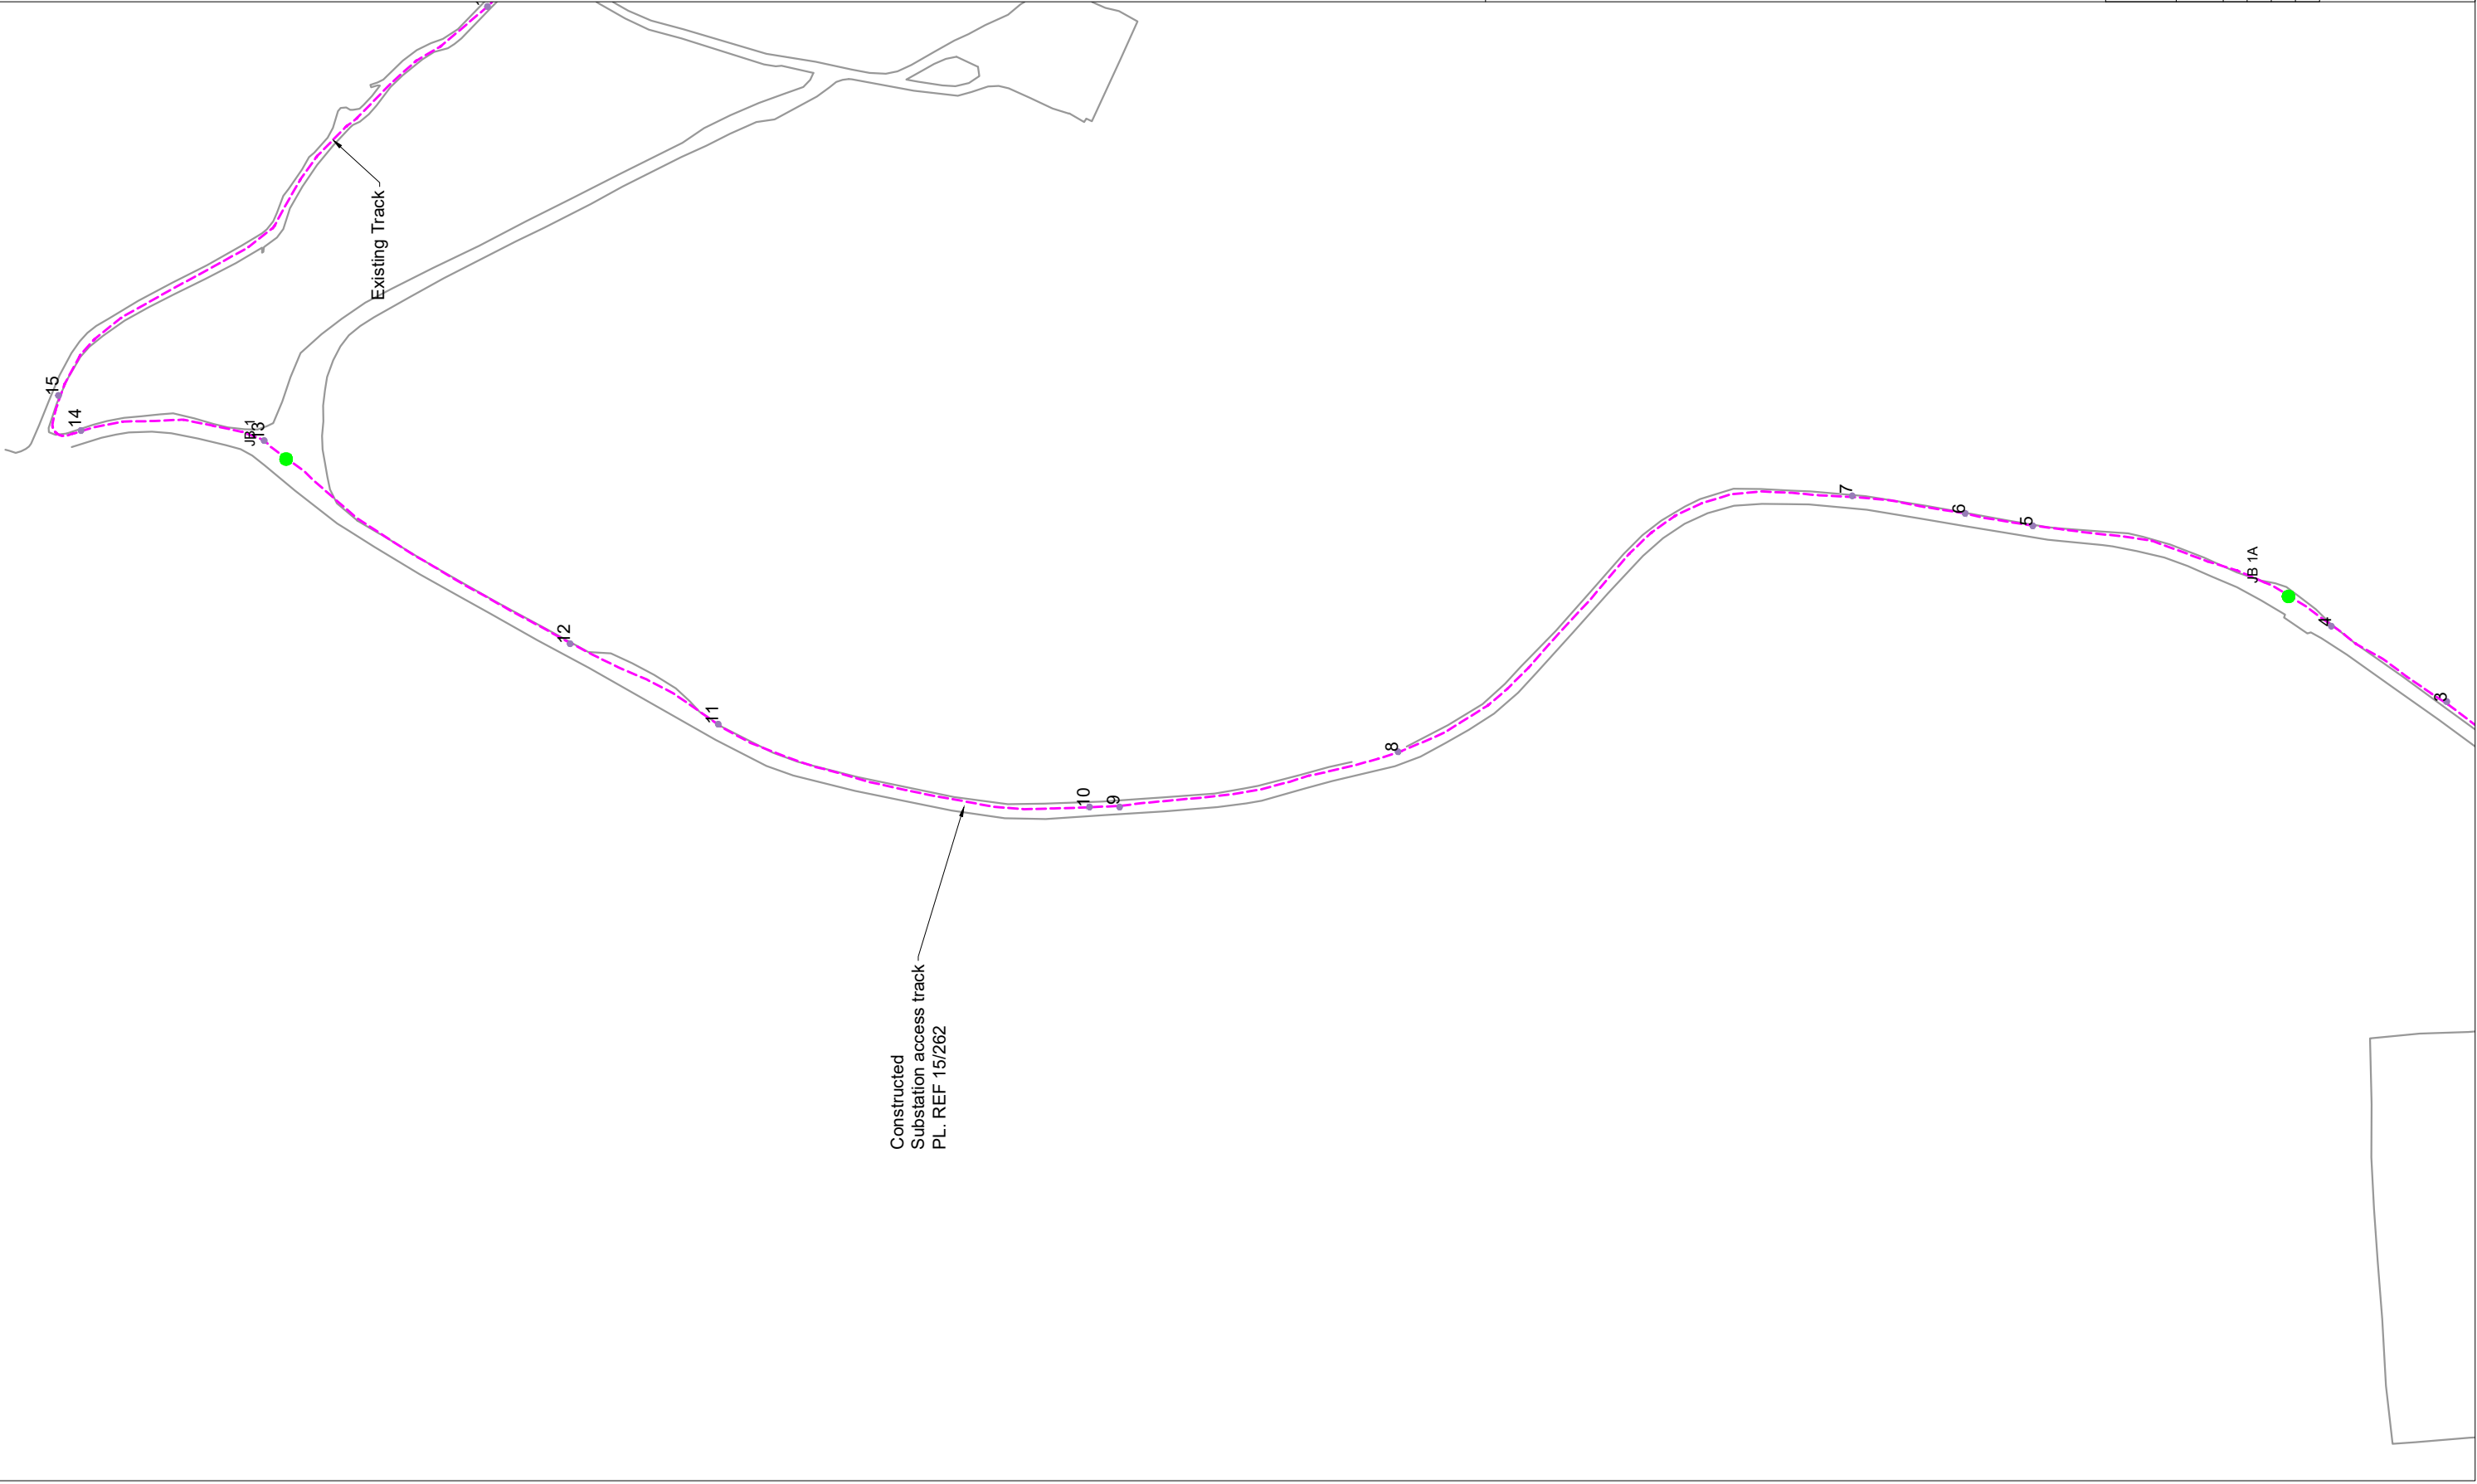 Existing Track
15
14
JB 1
13
12
11
10
9
8
7
6
5
JB 1A
4
3
Constructed
Substation access track
PL. REF 15/262